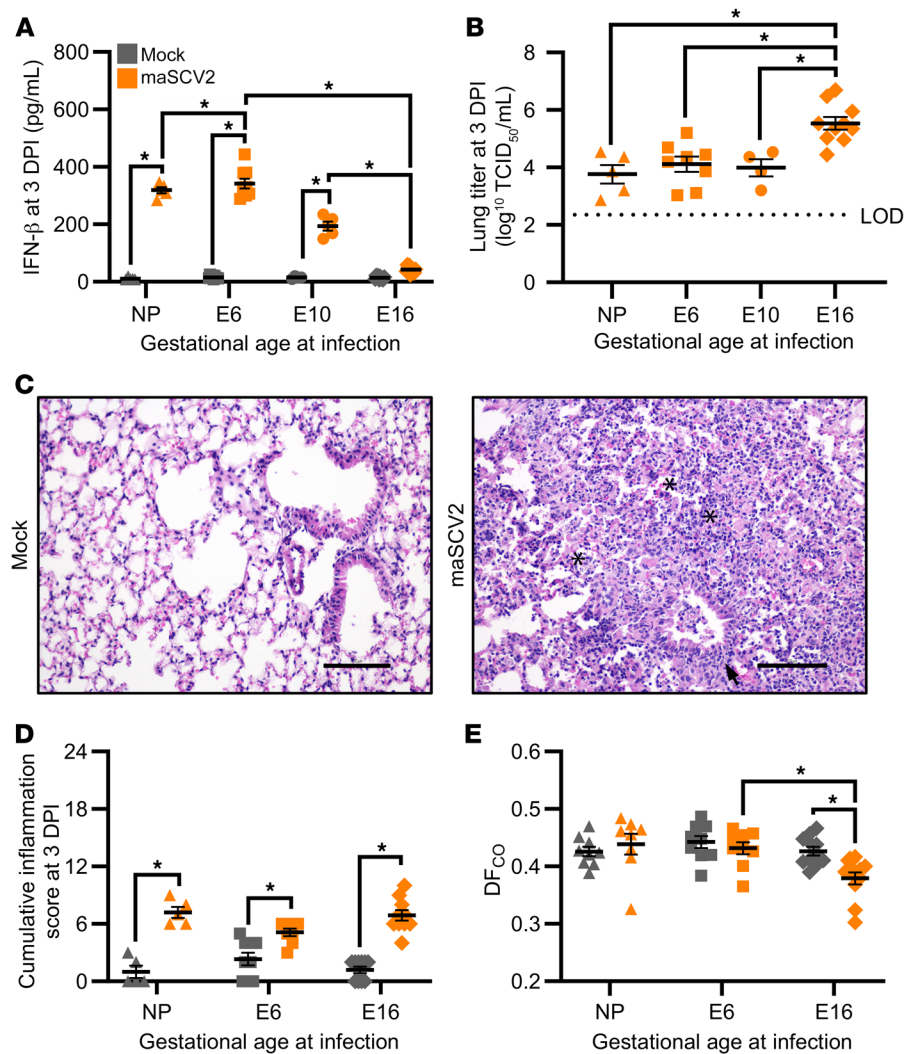 A
IFN-β at 3 DPI (pg/mL)
800
600
400
200
0
Mock
maSCV2
*
*
*
*
*
*
NP
E6
E10
E16
Gestational age at infection
B
Lung titer at 3 DPI
(log¹⁰ TCID₅₀/mL)
8
6
4
2
0
*
*
*
LOD
NP
E6
E10
E16
Gestational age at infection
C
Mock
maSCV2
*
*
*
D
Cumulative inflammation
score at 3 DPI
24
18
12
6
0
*
*
*
NP
E6
E16
Gestational age at infection
E
DF_CO
0.6
0.5
0.4
0.3
0.2
*
*
NP
E6
E16
Gestational age at infection